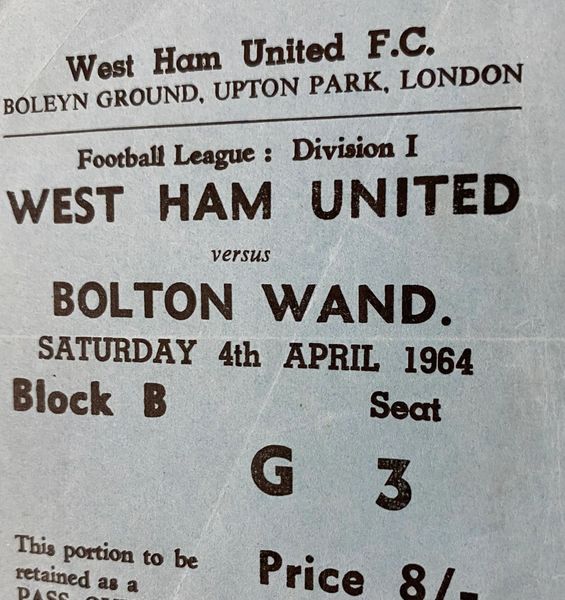 West Ham United F.C.
BOLEYN GROUND, UPTON PARK, LONDON
Football League : Division I
WEST HAM UNITED
versus
BOLTON WAND.
SATURDAY 4th APRIL 1964
Block B Seat
G 3
This portion to be
retained as a
Price 8/-
PASS